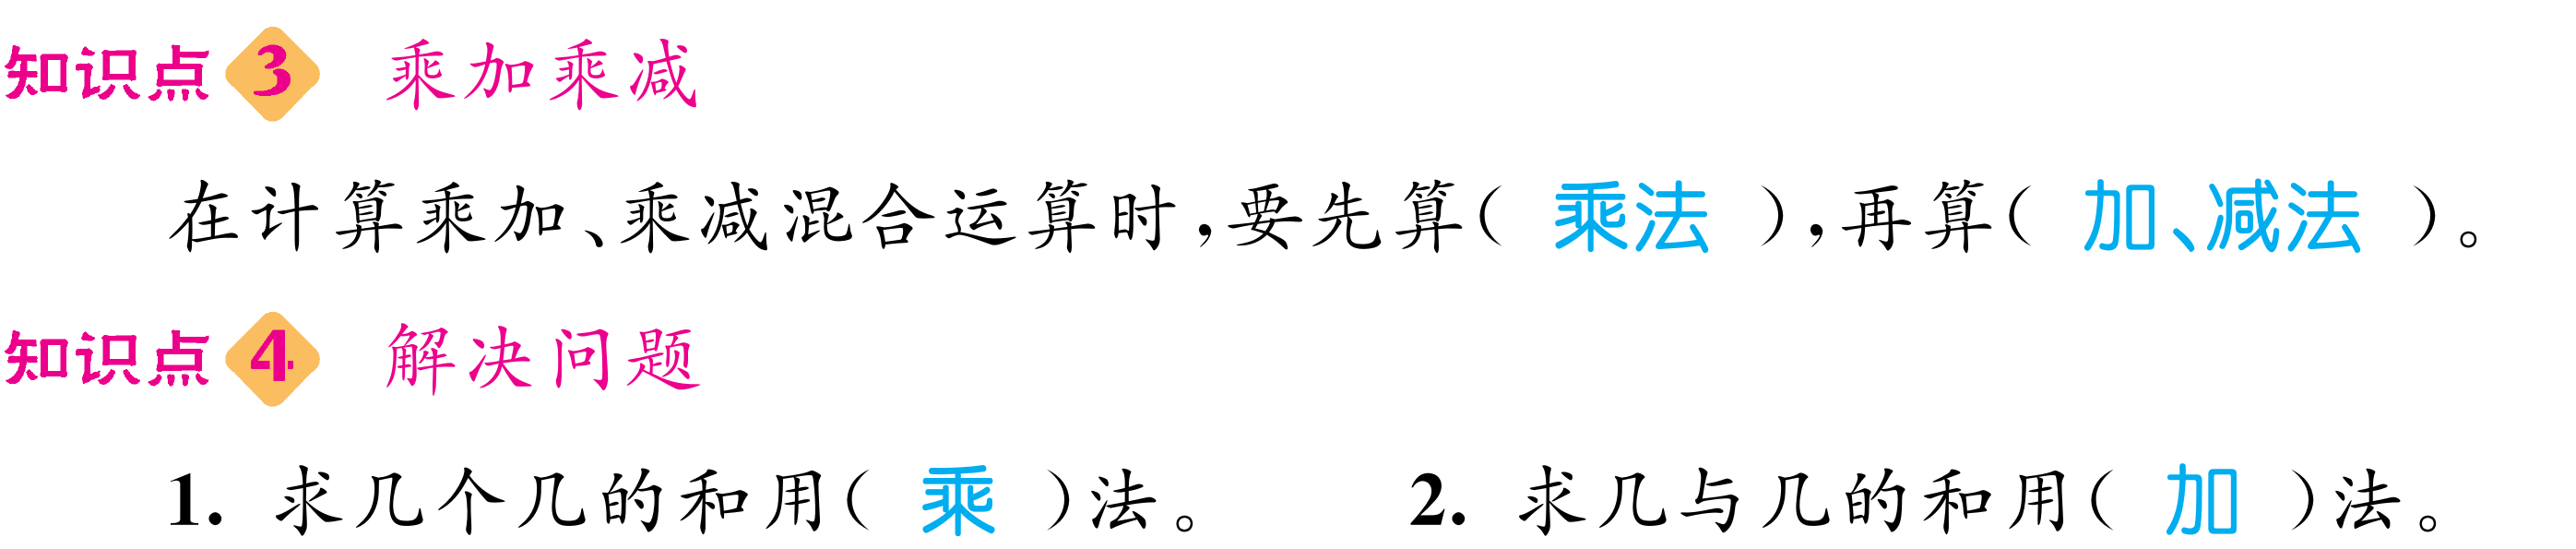 知识点3 乘加乘减
在计算乘加、乘减混合运算时,要先算( 乘法 ),再算( 加、减法 )。
知识点4 解决问题
1. 求几个几的和用( 乘 )法。 2. 求几与几的和用( 加 )法。